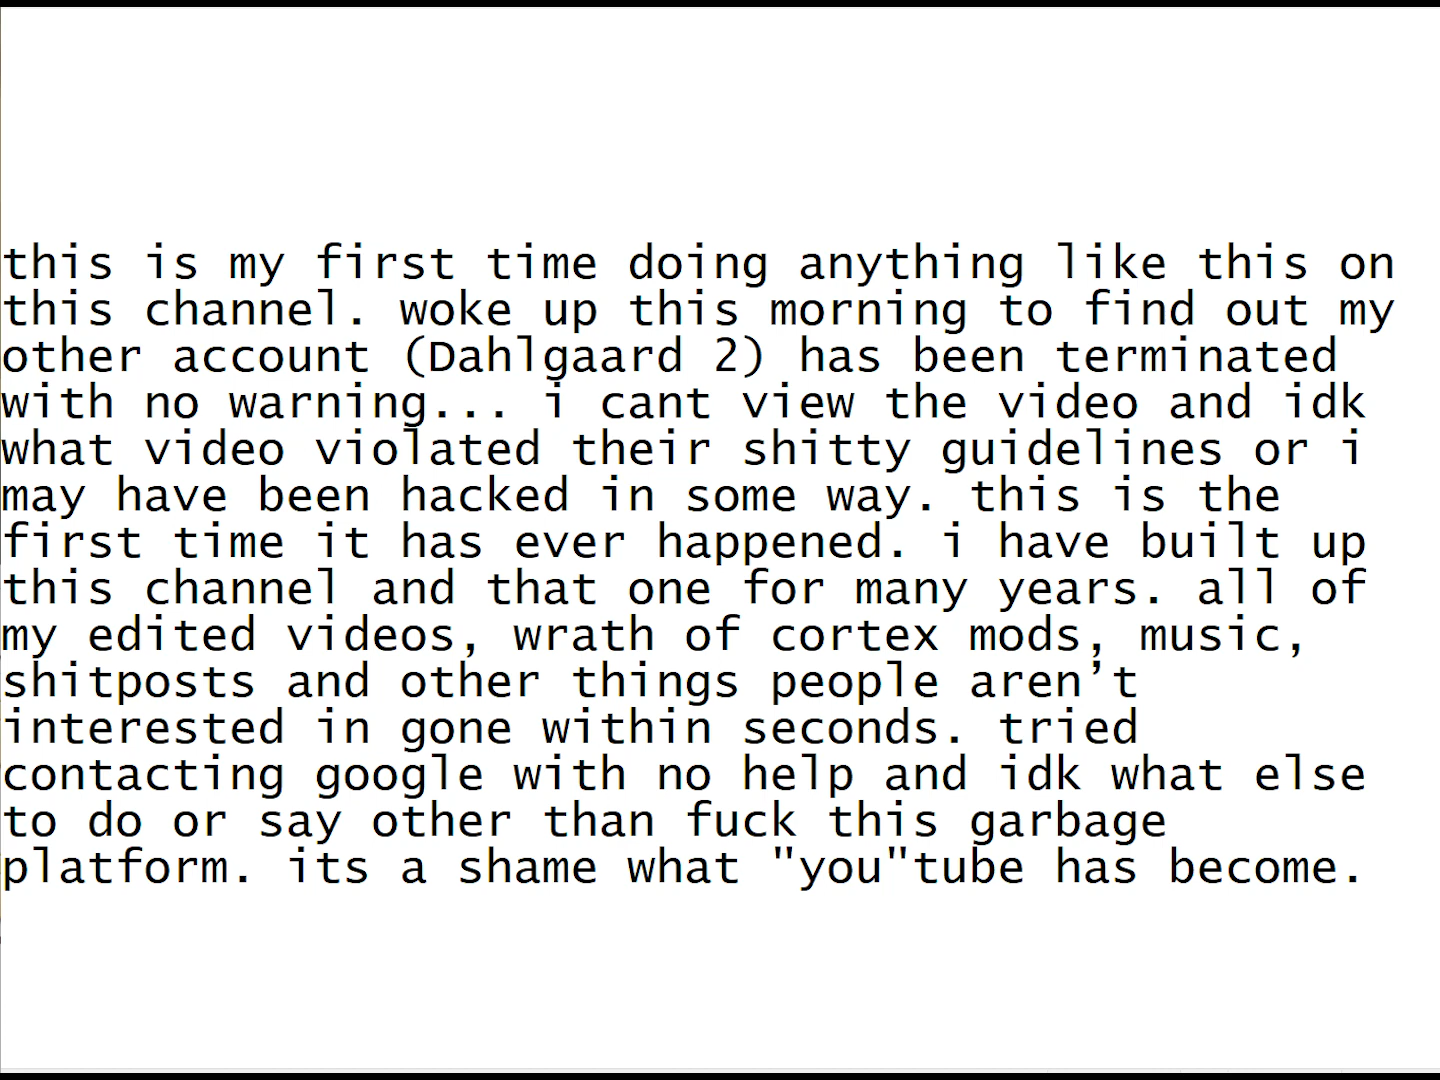 this is my first time doing anything like this on
this channel. woke up this morning to find out my
other account (Dahlgaard 2) has been terminated
with no warning... i cant view the video and idk
what video violated their shitty guidelines or i
may have been hacked in some way. this is the
first time it has ever happened. i have built up
this channel and that one for many years. all of
my edited videos, wrath of cortex mods, music,
shitposts and other things people aren't
interested in gone within seconds. tried
contacting google with no help and idk what else
to do or say other than fuck this garbage
platform. its a shame what "you"tube has become.